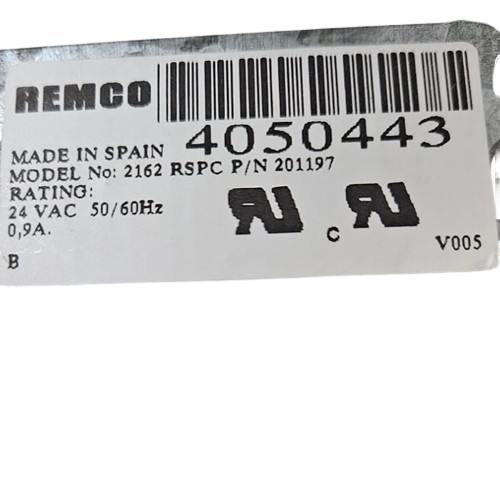 REMCO
4050443
MADE IN SPAIN
MODEL No: 2162 RSPC P/N 201197
RATING:
24 VAC 50/60Hz
0,9A.
C
B
V005